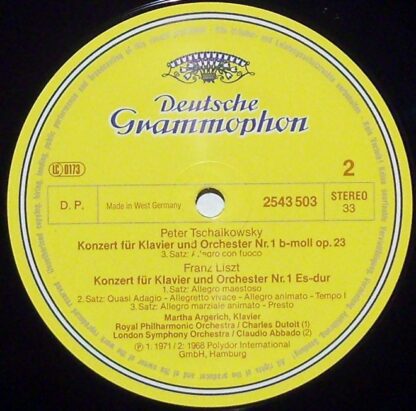 Deutsche
Grammophon
LC 0173
2
D. P.
Made in West Germany
2543 503
STEREO
33
Peter Tschaikowsky
Konzert für Klavier und Orchester Nr. 1 b-moll op. 23
3. Satz: Allegro con fuoco
Franz Liszt
Konzert für Klavier und Orchester Nr. 1 Es-dur
1. Satz: Allegro maestoso
2. Satz: Quasi Adagio - Allegretto vivace - Allegro animato - Tempo I
3. Satz: Allegro marziale animato - Presto
Martha Argerich, Klavier
Royal Philharmonic Orchestra / Charles Dutoit (1)
London Symphony Orchestra / Claudio Abbado (2)
℗ 1: 1971 / 2: 1968 Polydor International
GmbH, Hamburg